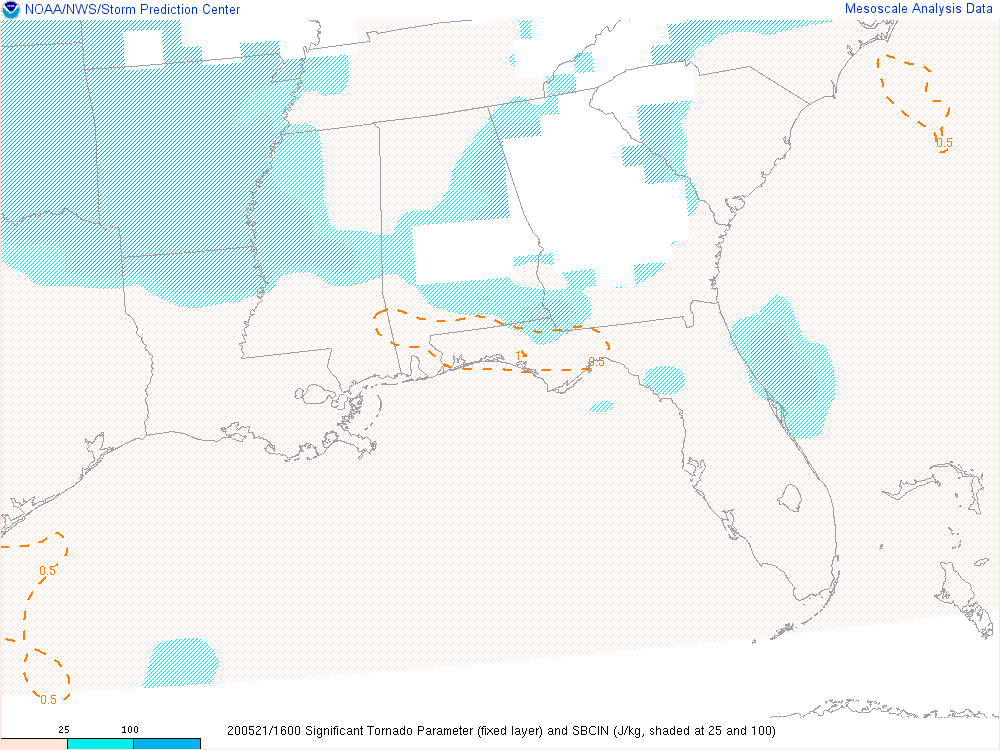 NOAA/NWS/Storm Prediction Center
Mesoscale Analysis Data
0.5
1
0.5
0.5
0.5
25 100
200521/1600 Significant Tornado Parameter (fixed layer) and SBCIN (J/kg, shaded at 25 and 100)